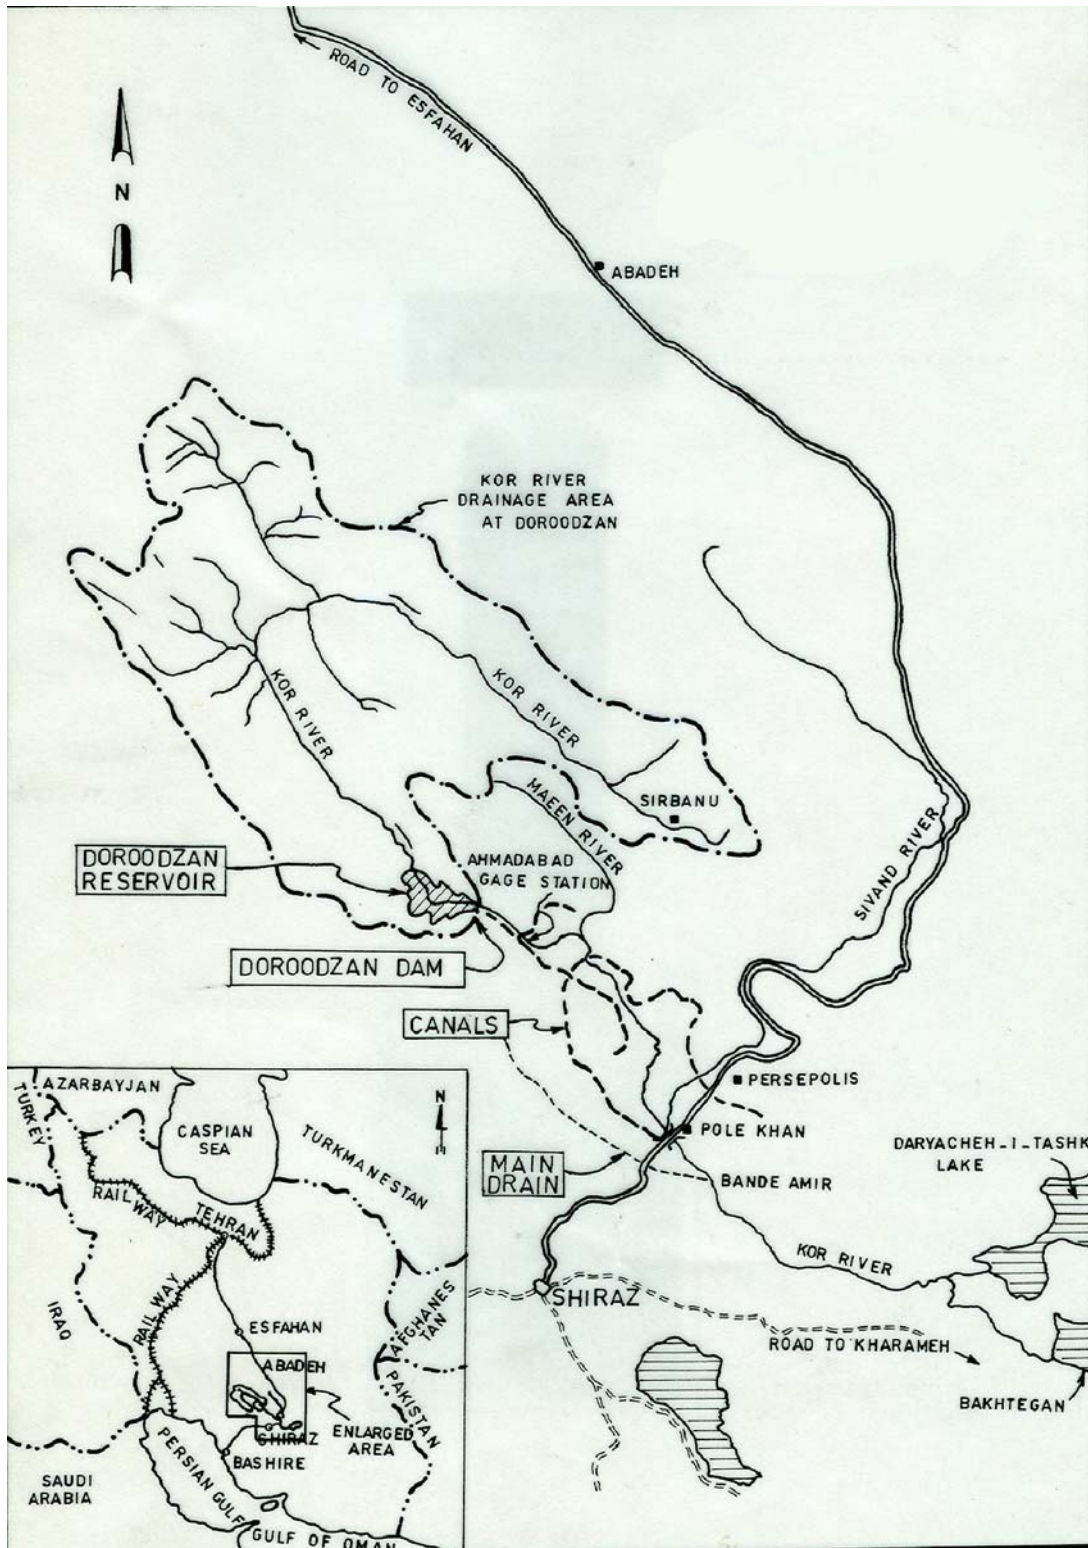 ROAD TO ESFAHAN
N
ABADEH
KOR RIVER
DRAINAGE AREA
AT DOROODZAN
KOR RIVER
KOR RIVER
SIRBANU
MAEEN RIVER
SIVAND RIVER
DOROODZAN
RESERVOIR
AHMADABAD
GAGE STATION
DOROODZAN DAM
CANALS
PERSEPOLIS
POLE KHAN
MAIN
DRAIN
BANDE AMIR
DARYACHEH-I-TASHK
LAKE
KOR RIVER
SHIRAZ
ROAD TO KHARAMEH
BAKHTEGAN
AZARBAYJAN
TURKEY
CASPIAN
SEA
N
TURKMANESTAN
RAILWAY
TEHRAN
RAILWAY
IRAQ
ESFAHAN
AFGHANES
TAN
ABADEH
PAKISTAN
ENLARGED
AREA
SHIRAZ
BASHIRE
SAUDI
ARABIA
PERSIAN GULF
GULF OF OMAN